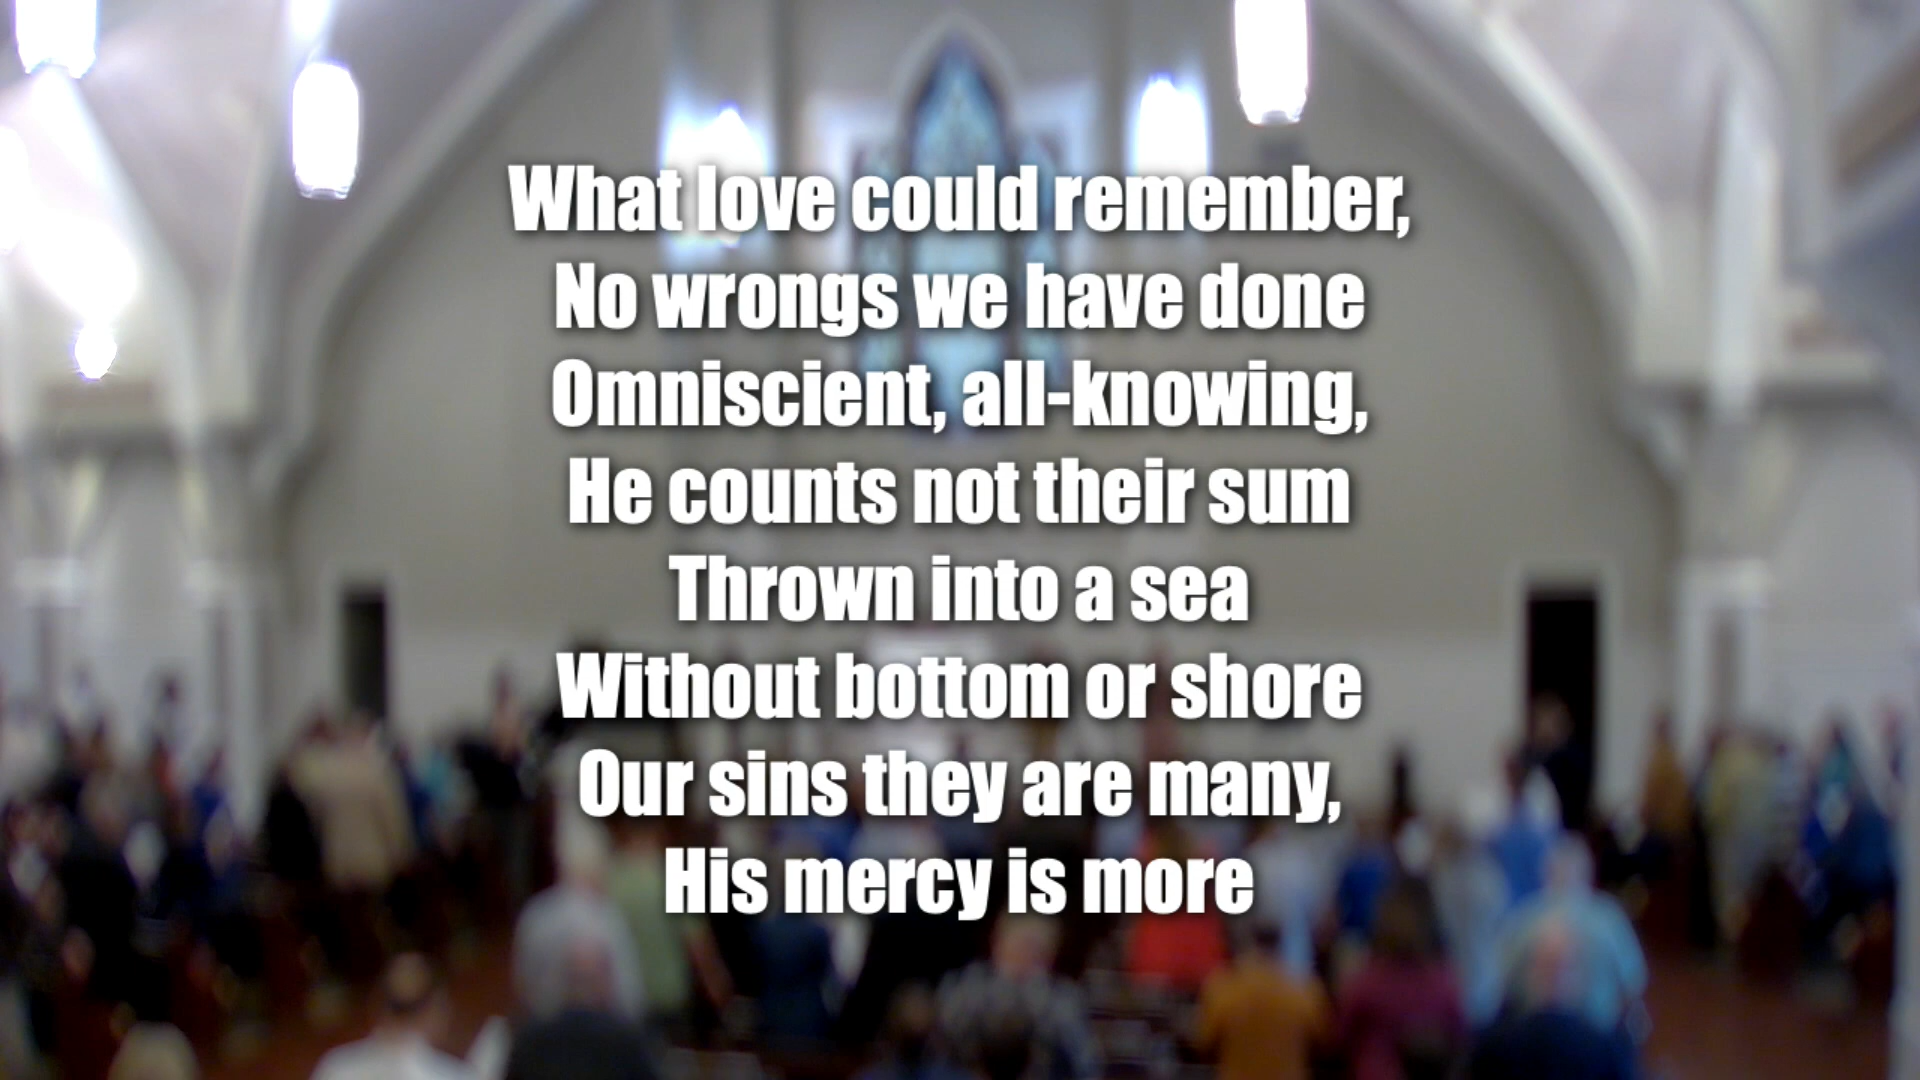 What love could remember,
No wrongs we have done
Omniscient, all-knowing,
He counts not their sum
Thrown into a sea
Without bottom or shore
Our sins they are many,
His mercy is more